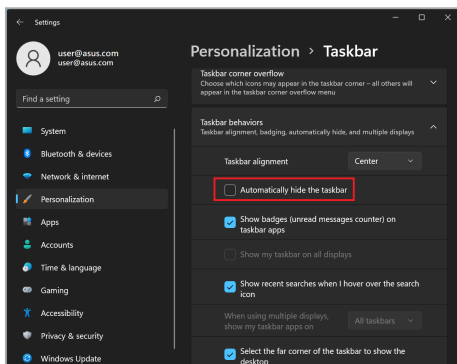 Settings
user@asus.com
user@asus.com
Find a setting
System
Bluetooth & devices
Network & internet
Personalization
Apps
Accounts
Time & language
Gaming
Accessibility
Privacy & security
Windows Update
Personalization > Taskbar
Taskbar corner overflow
Choose which icons may appear in the taskbar corner – all others will
appear in the taskbar corner overflow menu
Taskbar behaviors
Taskbar alignment, badging, automatically hide, and multiple displays
Taskbar alignment
Center
Automatically hide the taskbar
Show badges (unread messages counter) on
taskbar apps
Show my taskbar on all displays
Show recent searches when I hover over the search
icon
When using multiple displays,
show my taskbar apps on
All taskbars
Select the far corner of the taskbar to show the
desktop